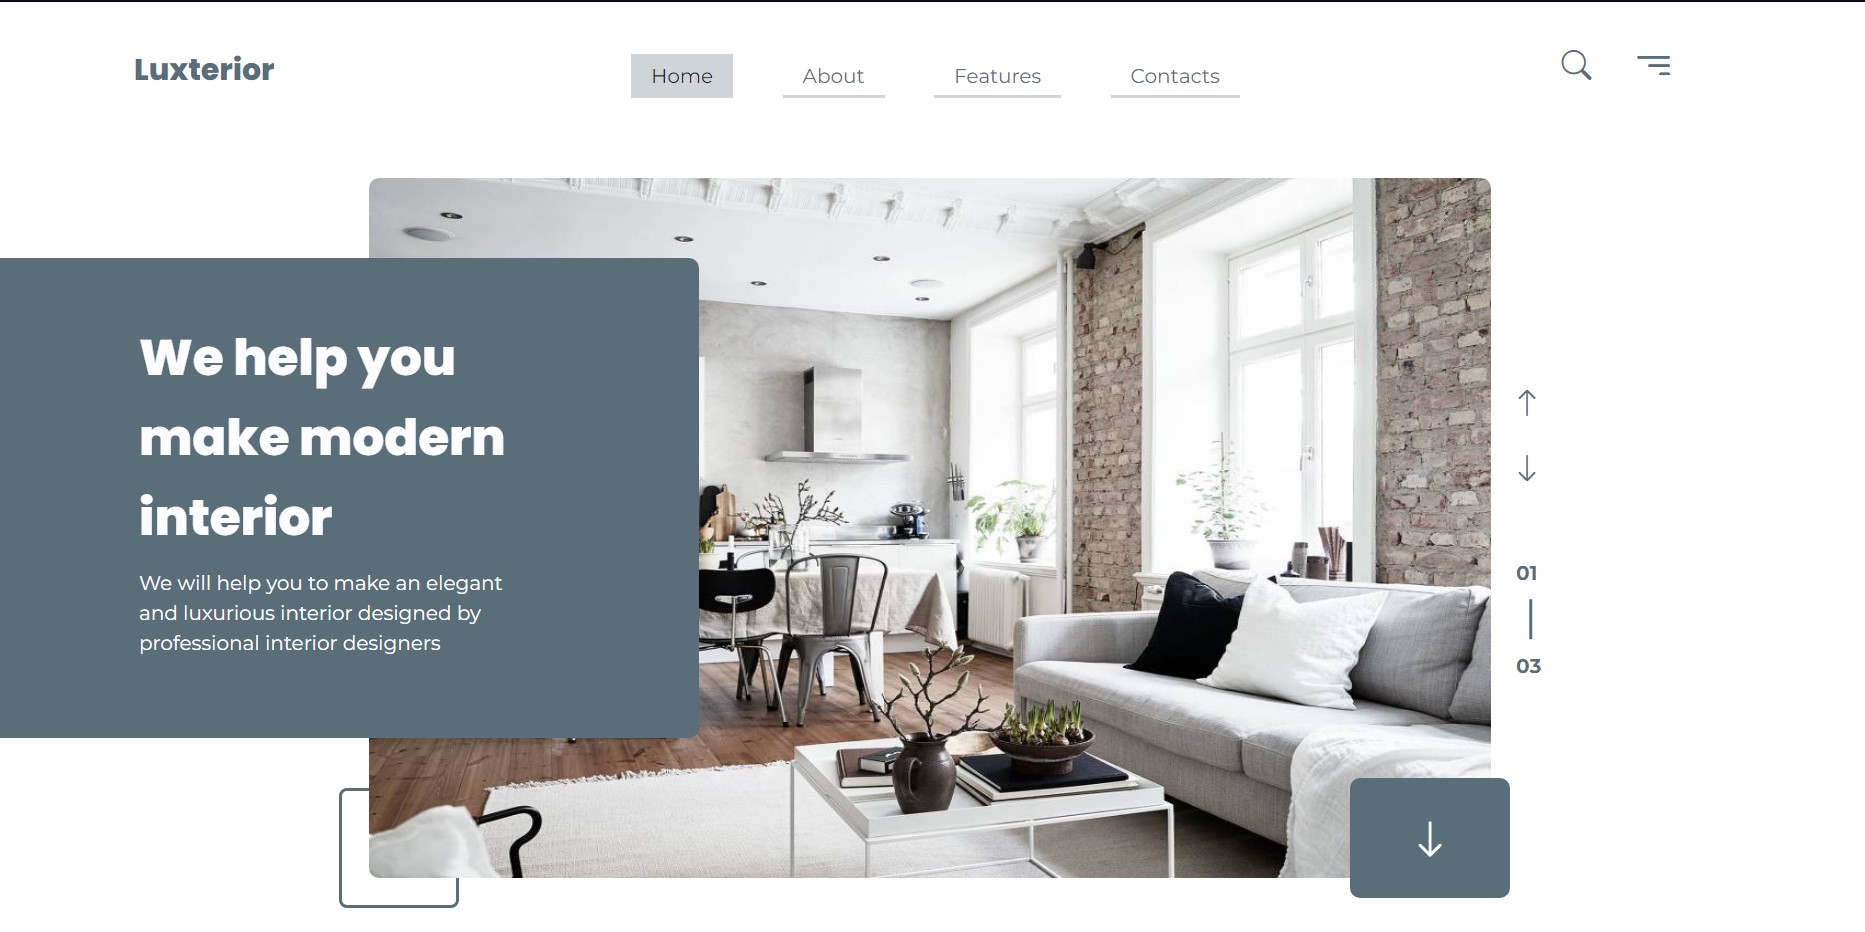 Luxterior
Home
About
Features
Contacts
We help you
make modern
interior
We will help you to make an elegant
and luxurious interior designed by
professional interior designers
01
03